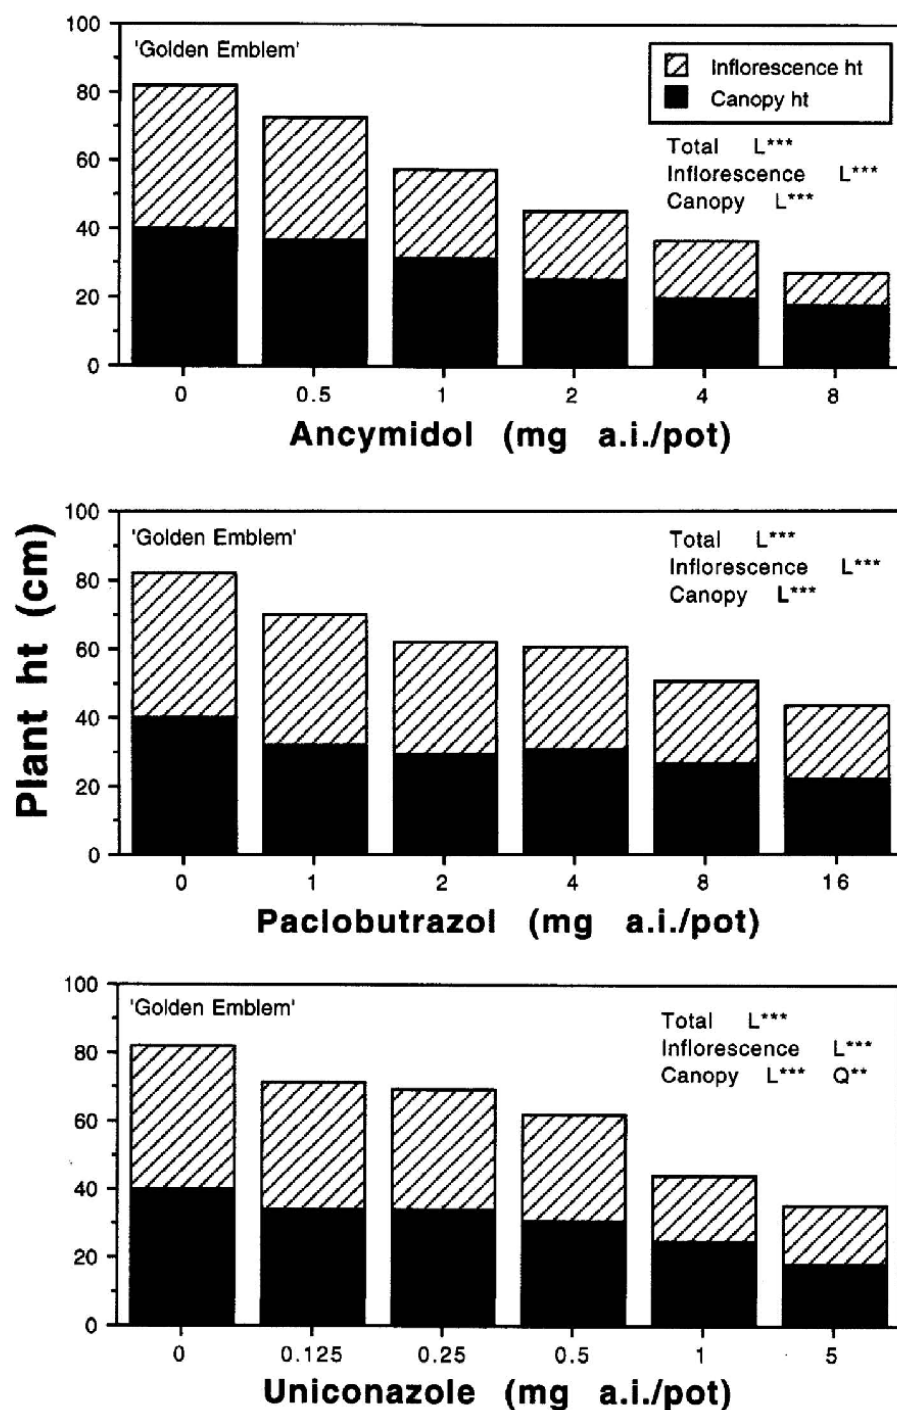 Plant ht (cm)
100
80
60
40
20
0
'Golden Emblem'
Inflorescence ht
Canopy ht
Total L***
Inflorescence L***
Canopy L***
0 0.5 1 2 4 8
Ancymidol (mg a.i./pot)
100
80
60
40
20
0
'Golden Emblem'
Total L***
Inflorescence L***
Canopy L***
0 1 2 4 8 16
Paclobutrazol (mg a.i./pot)
100
80
60
40
20
0
'Golden Emblem'
Total L***
Inflorescence L***
Canopy L*** Q**
0 0.125 0.25 0.5 1 5
Uniconazole (mg a.i./pot)